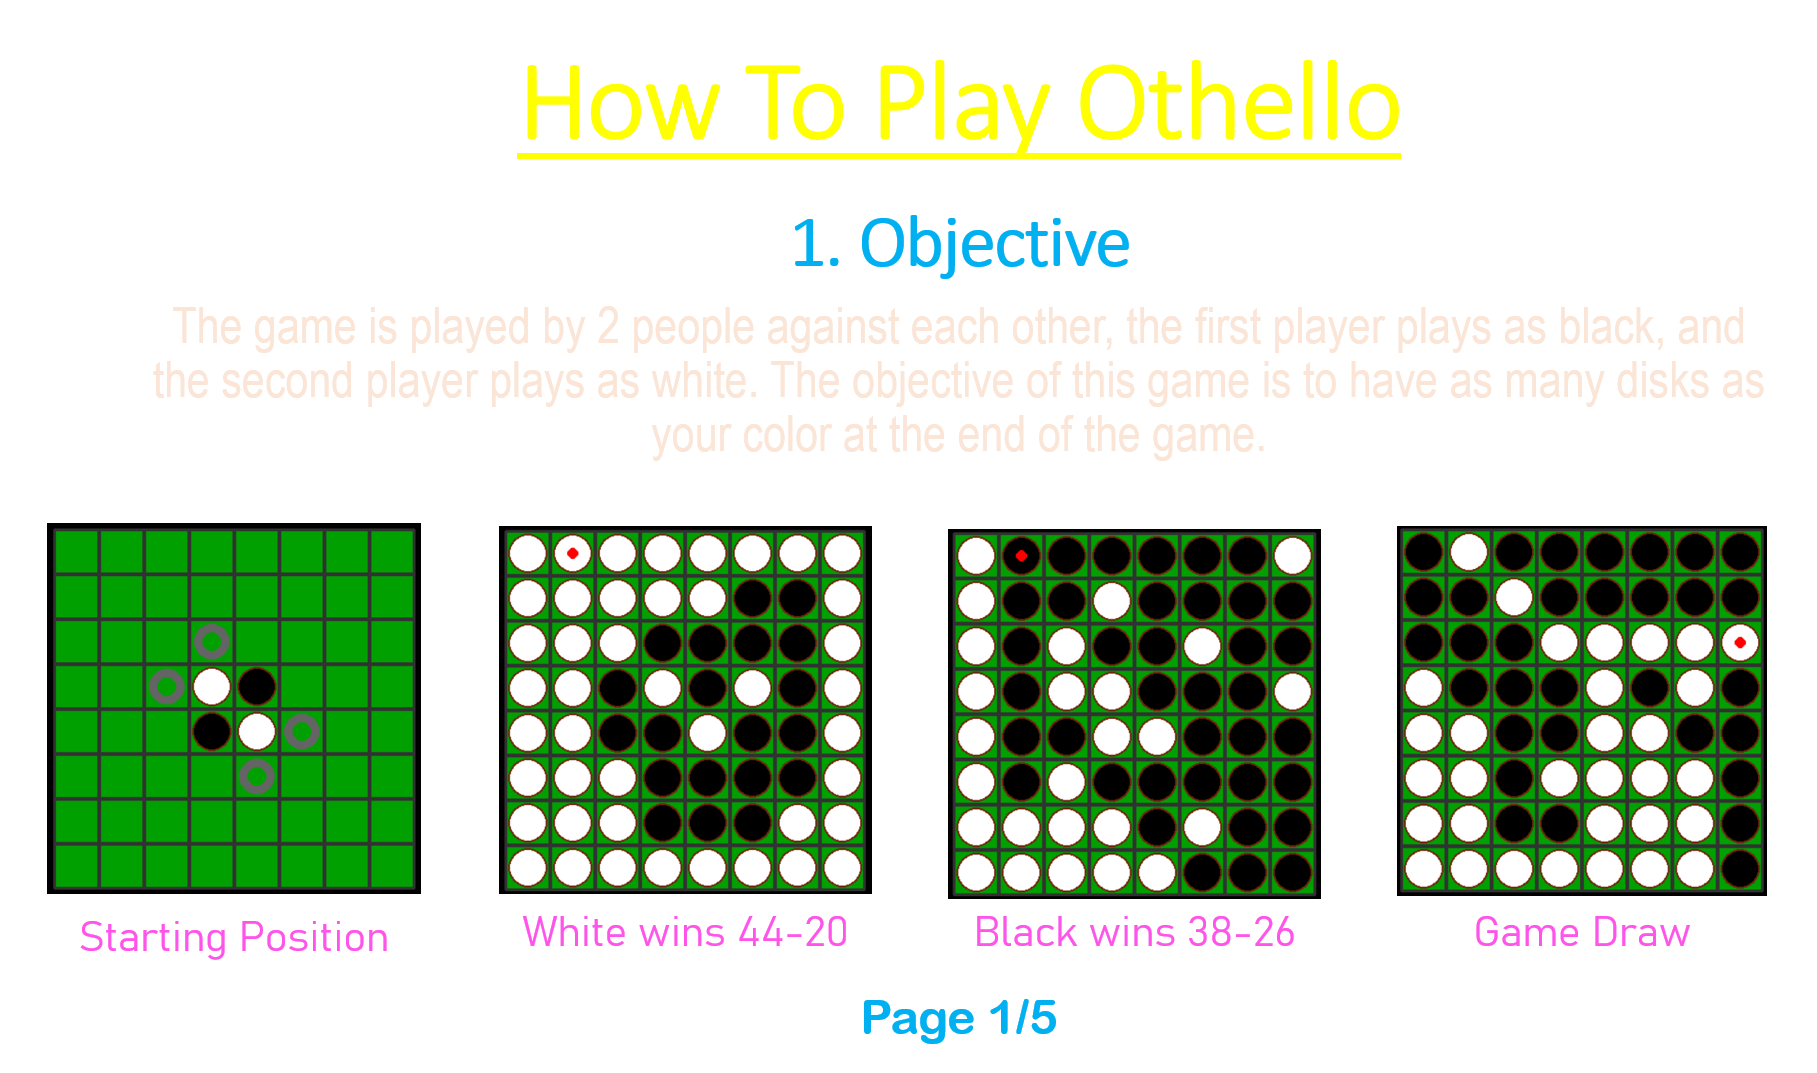 How To Play Othello
1. Objective
The game is played by 2 people against each other, the first player plays as black, and
the second player plays as white. The objective of this game is to have as many disks as
your color at the end of the game.
Starting Position
White wins 44-20
Black wins 38-26
Game Draw
Page 1/5